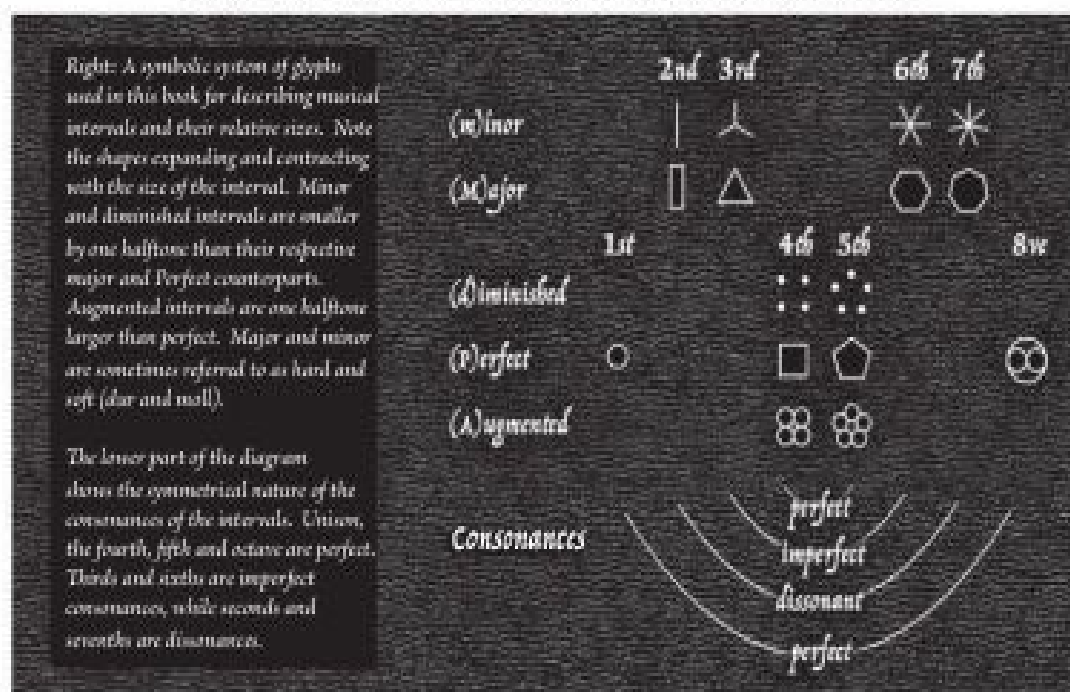 Right: A symbolic system of glyphs
used in this book for describing musical
intervals and their relative sizes. Note
the shapes expanding and contracting
with the size of the interval. Minor
and diminished intervals are smaller
by one halftone than their respective
major and Perfect counterparts.
Augmented intervals are one halftone
larger than perfect. Major and minor
are sometimes referred to as hard and
soft (dur and moll).
The lower part of the diagram
shows the symmetrical nature of the
consonances of the intervals. Unison,
the fourth, fifth and octave are perfect.
Thirds and sixths are imperfect
consonances, while seconds and
sevenths are dissonances.
2nd 3rd 6th 7th
(m)inor
(M)ajor
1st 4th 5th 8ve
(d)iminished
(P)erfect
(A)ugmented
Consonances
perfect
imperfect
dissonant
perfect